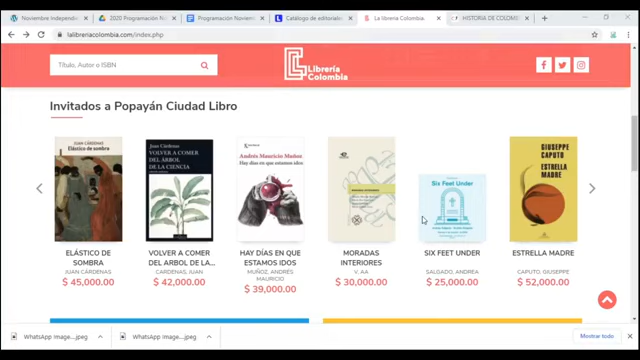 Noviembre Independi
2020 Programación No
Programación Noviem
Catálogo de editoriale
La libreria Colombia.
HISTORIA DE COLOME
lalibreriacolombia.com/index.php
Título, Autor o ISBN
Librería
Colombia
Invitados a Popayán Ciudad Libro
JUAN CÁRDENAS
Elástico de sombra
Juan Cárdenas
VOLVER A COMER
DEL ÁRBOL
DE LA CIENCIA
Andrés Mauricio Muñoz
Hay días en que estamos idos
Six Feet Under
GIUSEPPE
CAPUTO
ESTRELLA
MADRE
ELÁSTICO DE
SOMBRA
JUAN CÁRDENAS
$ 45,000.00
VOLVER A COMER
DEL ARBOL DE LA...
CARDENAS, JUAN
$ 42,000.00
HAY DÍAS EN QUE
ESTAMOS IDOS
MUÑOZ, ANDRÉS
MAURICIO
$ 39,000.00
MORADAS
INTERIORES
V. AA
$ 30,000.00
SIX FEET UNDER
SALGADO, ANDREA
$ 25,000.00
ESTRELLA MADRE
CAPUTO, GIUSEPPE
$ 52,000.00
WhatsApp Image....jpeg
WhatsApp Image....jpeg
Mostrar todo